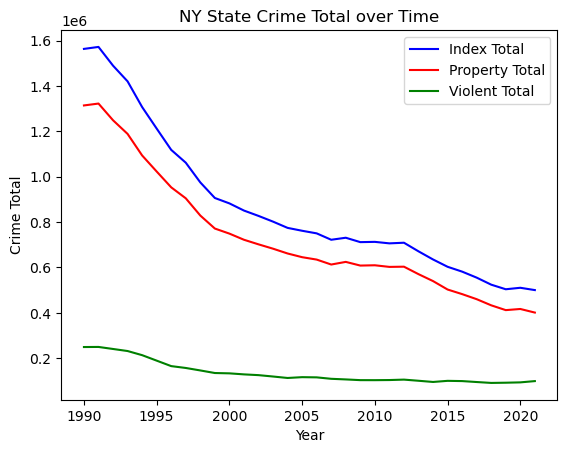 NY State Crime Total over Time
1e6
Index Total
Property Total
Violent Total
1.6
1.4
1.2
1.0
0.8
0.6
0.4
0.2
Crime Total
1990 1995 2000 2005 2010 2015 2020
Year